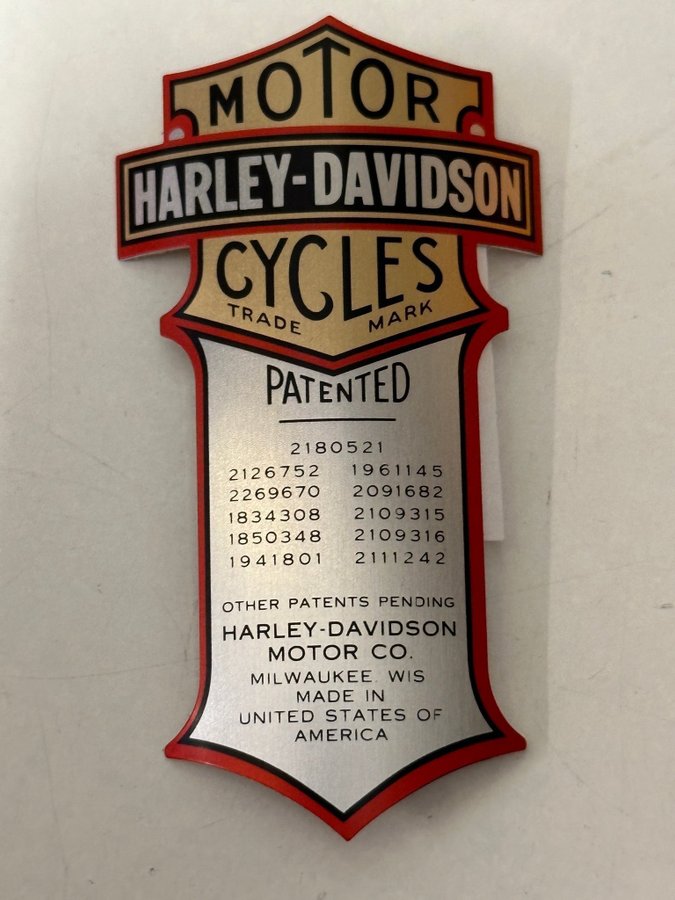 MOTOR
HARLEY-DAVIDSON
CYCLES
TRADE MARK
PATENTED
2180521
2126752 1961145
2269670 2091682
1834308 2109315
1850348 2109316
1941801 2111242
OTHER PATENTS PENDING
HARLEY-DAVIDSON
MOTOR CO.
MILWAUKEE. WIS
MADE IN
UNITED STATES OF
AMERICA